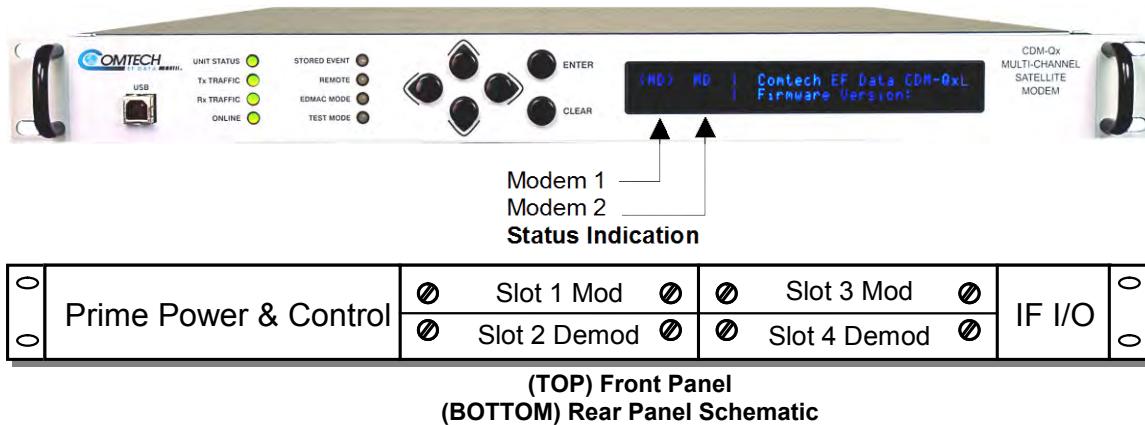 COMTECH
EF DATA
USB
UNIT STATUS
Tx TRAFFIC
Rx TRAFFIC
ONLINE
STORED EVENT
REMOTE
EDMAC MODE
TEST MODE
ENTER
CLEAR
(MD) MD | Comtech EF Data CDM-QxL
| Firmware Version:
CDM-Qx
MULTI-CHANNEL
SATELLITE
MODEM
Modem 1
Modem 2
Status Indication
Prime Power & Control
Slot 1 Mod
Slot 2 Demod
Slot 3 Mod
Slot 4 Demod
IF I/O
(TOP) Front Panel
(BOTTOM) Rear Panel Schematic